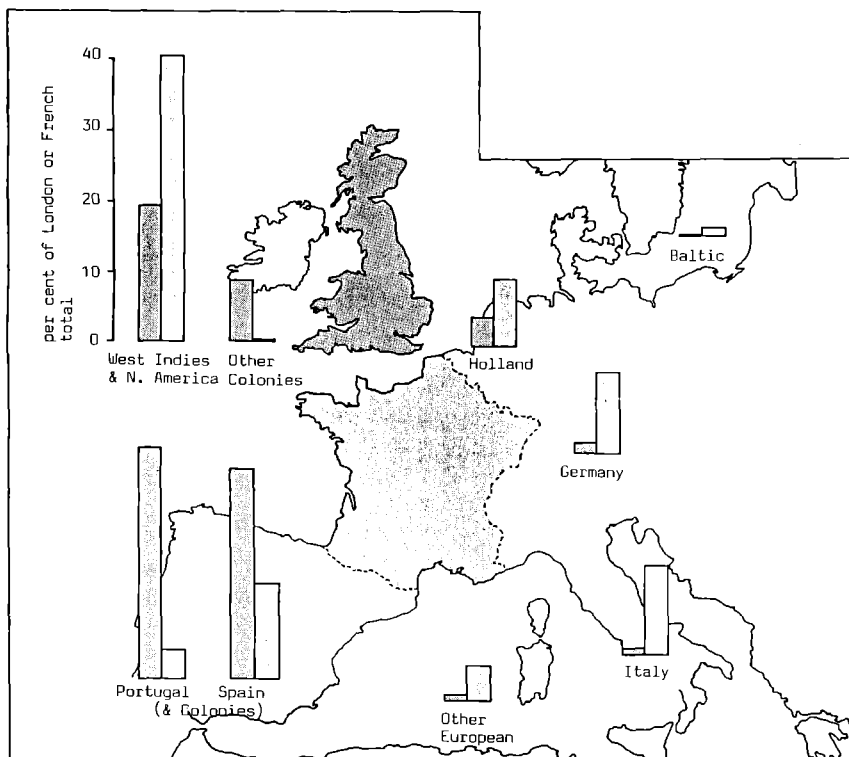 per cent of London or French
total
40
30
20
10
0
West Indies
& N. America
Other
Colonies
Holland
Baltic
Germany
Portugal
Spain
(& Colonies)
Other
European
Italy